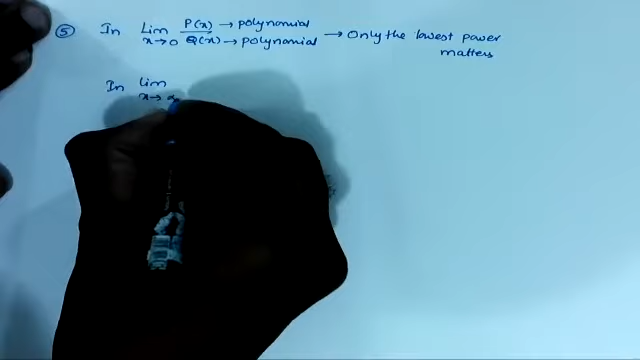 ⑤ In Lim x→0 P(x)/Q(x) → polynomial → polynomial → Only the lowest power
matters
In Lim
x→∞